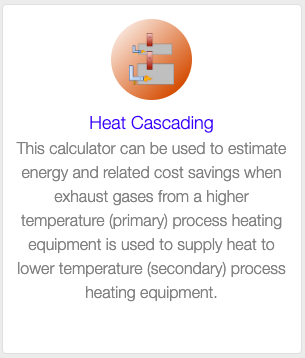 Heat Cascading
This calculator can be used to estimate
energy and related cost savings when
exhaust gases from a higher
temperature (primary) process heating
equipment is used to supply heat to
lower temperature (secondary) process
heating equipment.